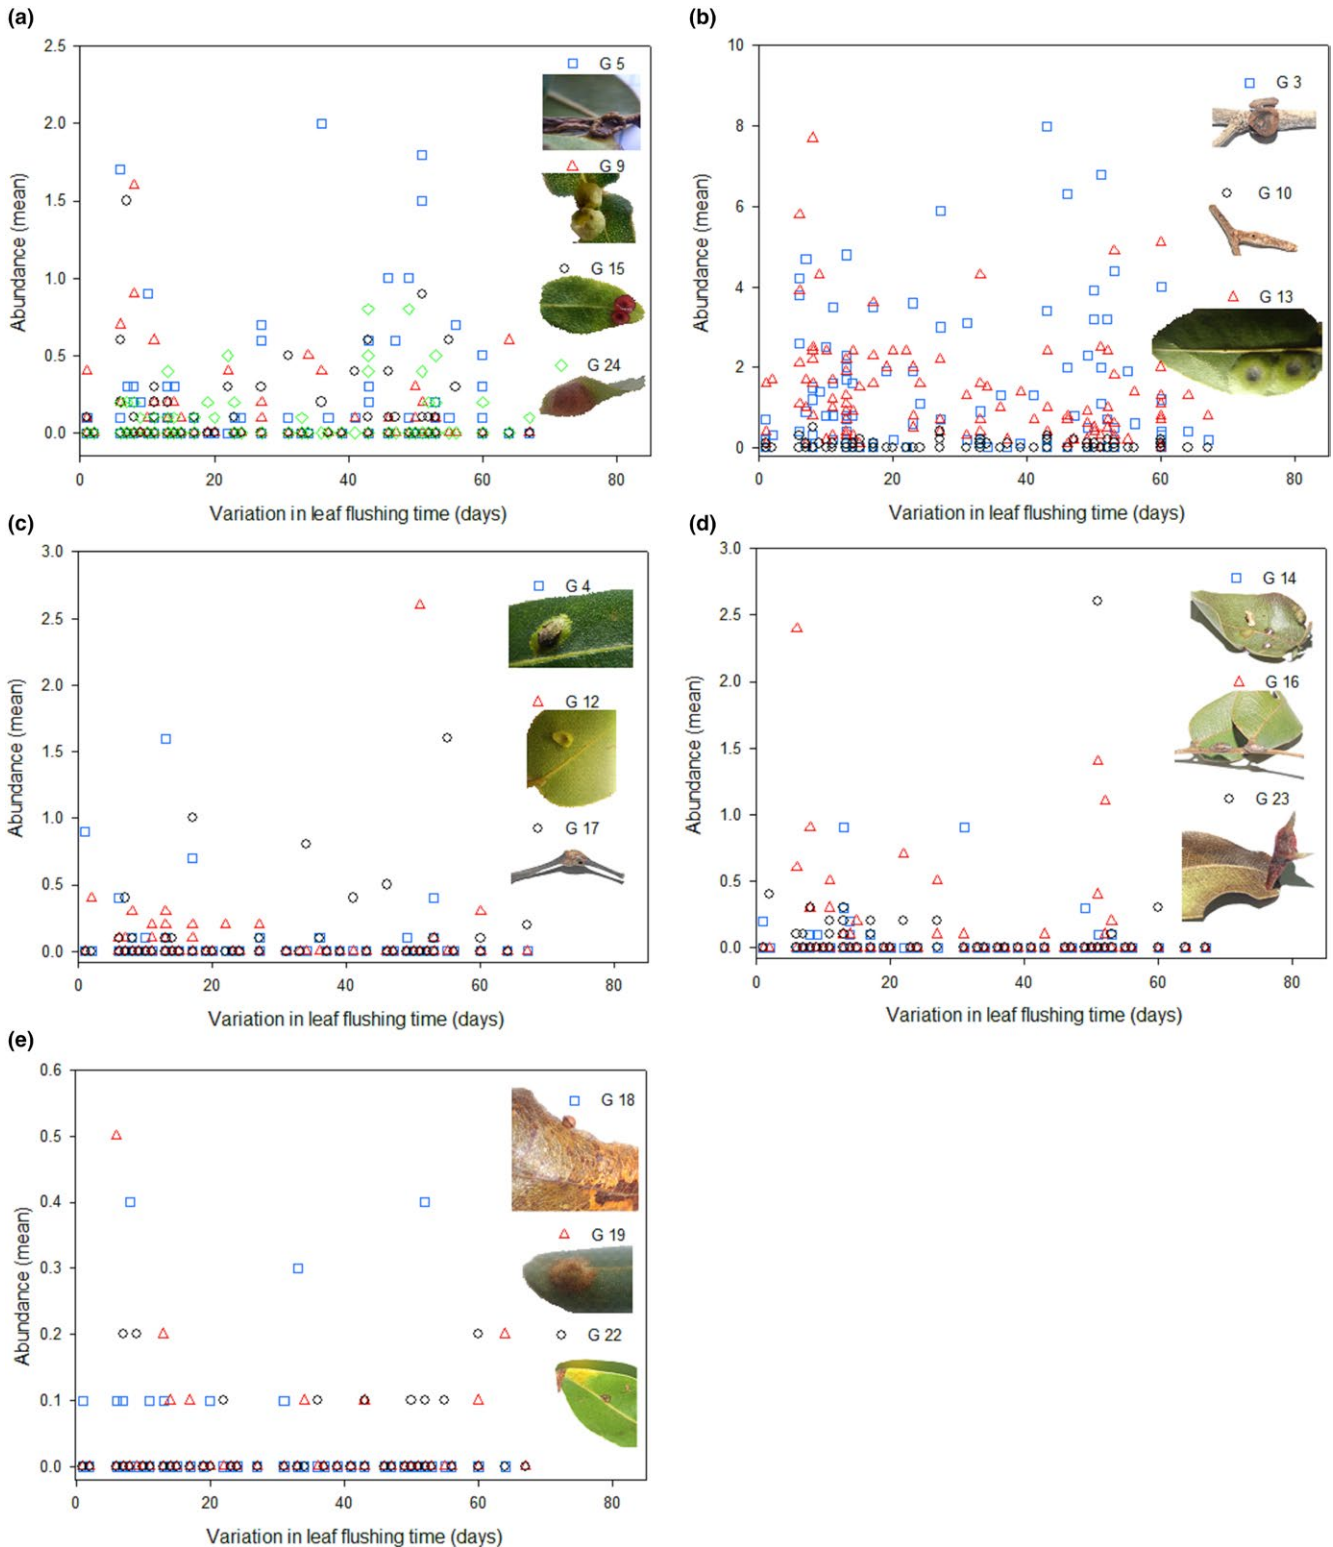 (a)
2.5
2.0
1.5
1.0
0.5
0.0
Abundance (mean)
0 20 40 60 80
Variation in leaf flushing time (days)
G 5
G 9
G 15
G 24
(b)
10
8
6
4
2
0
Abundance (mean)
0 20 40 60 80
Variation in leaf flushing time (days)
G 3
G 10
G 13
(c)
3.0
2.5
2.0
1.5
1.0
0.5
0.0
Abundance (mean)
0 20 40 60 80
Variation in leaf flushing time (days)
G 4
G 12
G 17
(d)
3.0
2.5
2.0
1.5
1.0
0.5
0.0
Abundance (mean)
0 20 40 60 80
Variation in leaf flushing time (days)
G 14
G 16
G 23
(e)
0.6
0.5
0.4
0.3
0.2
0.1
0.0
Abundance (mean)
0 20 40 60 80
Variation in leaf flushing time (days)
G 18
G 19
G 22